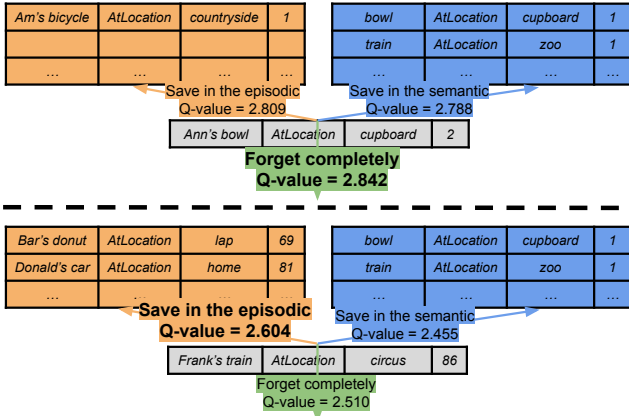 Am's bicycle AtLocation countryside 1
... ... ... ...
bowl AtLocation cupboard 1
train AtLocation zoo 1
... ... ... ...
Save in the episodic
Q-value = 2.809
Save in the semantic
Q-value = 2.788
Ann's bowl AtLocation cupboard 2
Forget completely
Q-value = 2.842
Bar's donut AtLocation lap 69
Donald's car AtLocation home 81
... ... ... ...
bowl AtLocation cupboard 1
train AtLocation zoo 1
... ... ... ...
Save in the episodic
Q-value = 2.604
Save in the semantic
Q-value = 2.455
Frank's train AtLocation circus 86
Forget completely
Q-value = 2.510